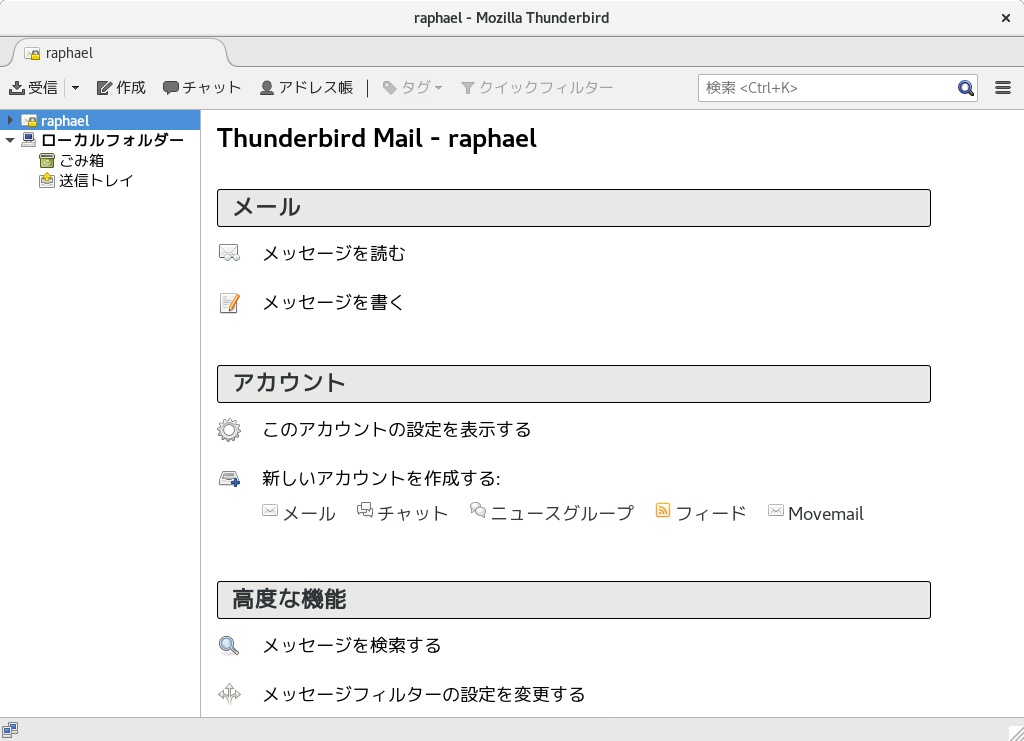 raphael - Mozilla Thunderbird
raphael
受信 作成 チャット アドレス帳 タグ クイックフィルター 検索 <Ctrl+K>
raphael
ローカルフォルダー
ごみ箱
送信トレイ
Thunderbird Mail - raphael
メール
メッセージを読む
メッセージを書く
アカウント
このアカウントの設定を表示する
新しいアカウントを作成する:
メール チャット ニュースグループ フィード Movemail
高度な機能
メッセージを検索する
メッセージフィルターの設定を変更する